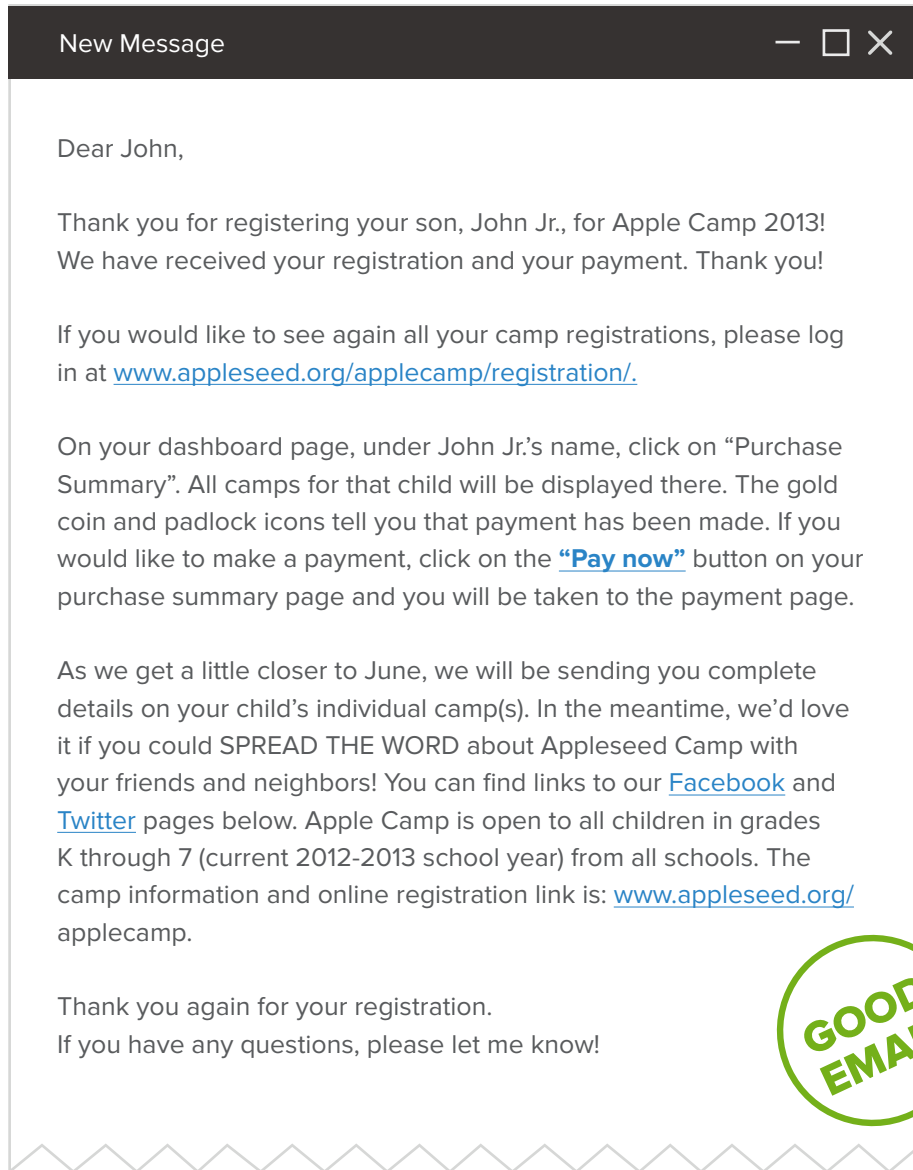 New Message
Dear John,
Thank you for registering your son, John Jr., for Apple Camp 2013!
We have received your registration and your payment. Thank you!
If you would like to see again all your camp registrations, please log
in at www.appleseed.org/applecamp/registration/.
On your dashboard page, under John Jr.’s name, click on “Purchase
Summary”. All camps for that child will be displayed there. The gold
coin and padlock icons tell you that payment has been made. If you
would like to make a payment, click on the “Pay now” button on your
purchase summary page and you will be taken to the payment page.
As we get a little closer to June, we will be sending you complete
details on your child’s individual camp(s). In the meantime, we’d love
it if you could SPREAD THE WORD about Appleseed Camp with
your friends and neighbors! You can find links to our Facebook and
Twitter pages below. Apple Camp is open to all children in grades
K through 7 (current 2012-2013 school year) from all schools. The
camp information and online registration link is: www.appleseed.org/
applecamp.
Thank you again for your registration.
If you have any questions, please let me know!
GOOD
EMAI